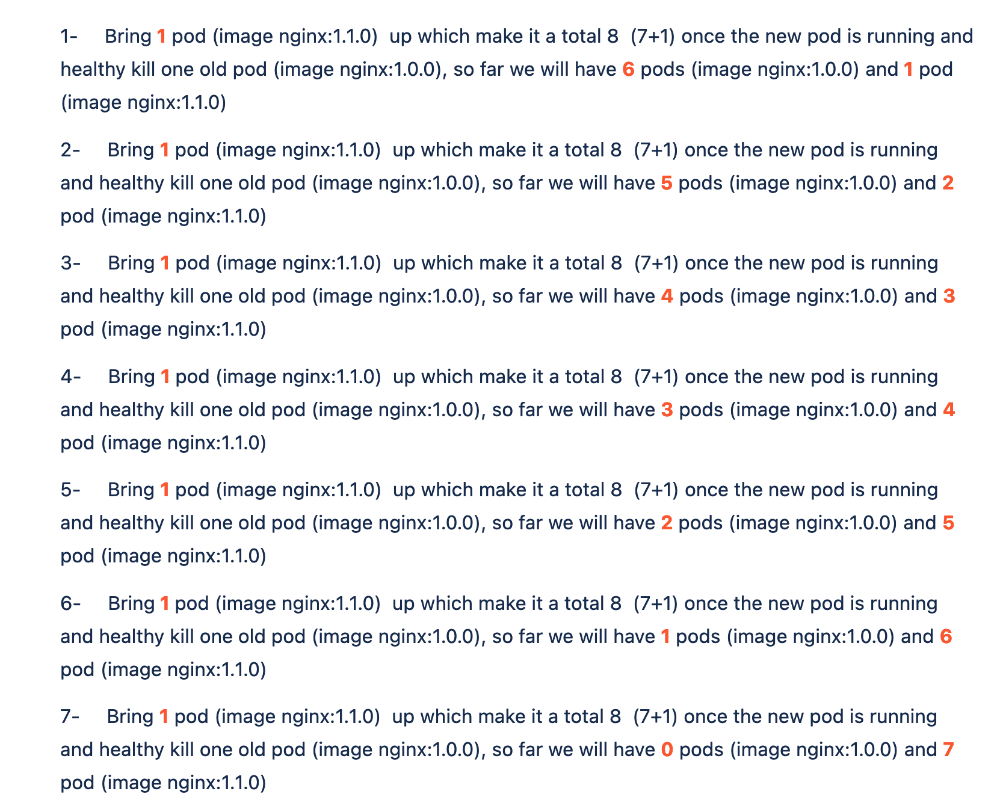 1- Bring 1 pod (image nginx:1.1.0) up which make it a total 8 (7+1) once the new pod is running and
healthy kill one old pod (image nginx:1.0.0), so far we will have 6 pods (image nginx:1.0.0) and 1 pod
(image nginx:1.1.0)
2- Bring 1 pod (image nginx:1.1.0) up which make it a total 8 (7+1) once the new pod is running
and healthy kill one old pod (image nginx:1.0.0), so far we will have 5 pods (image nginx:1.0.0) and 2
pod (image nginx:1.1.0)
3- Bring 1 pod (image nginx:1.1.0) up which make it a total 8 (7+1) once the new pod is running
and healthy kill one old pod (image nginx:1.0.0), so far we will have 4 pods (image nginx:1.0.0) and 3
pod (image nginx:1.1.0)
4- Bring 1 pod (image nginx:1.1.0) up which make it a total 8 (7+1) once the new pod is running
and healthy kill one old pod (image nginx:1.0.0), so far we will have 3 pods (image nginx:1.0.0) and 4
pod (image nginx:1.1.0)
5- Bring 1 pod (image nginx:1.1.0) up which make it a total 8 (7+1) once the new pod is running
and healthy kill one old pod (image nginx:1.0.0), so far we will have 2 pods (image nginx:1.0.0) and 5
pod (image nginx:1.1.0)
6- Bring 1 pod (image nginx:1.1.0) up which make it a total 8 (7+1) once the new pod is running
and healthy kill one old pod (image nginx:1.0.0), so far we will have 1 pods (image nginx:1.0.0) and 6
pod (image nginx:1.1.0)
7- Bring 1 pod (image nginx:1.1.0) up which make it a total 8 (7+1) once the new pod is running
and healthy kill one old pod (image nginx:1.0.0), so far we will have 0 pods (image nginx:1.0.0) and 7
pod (image nginx:1.1.0)